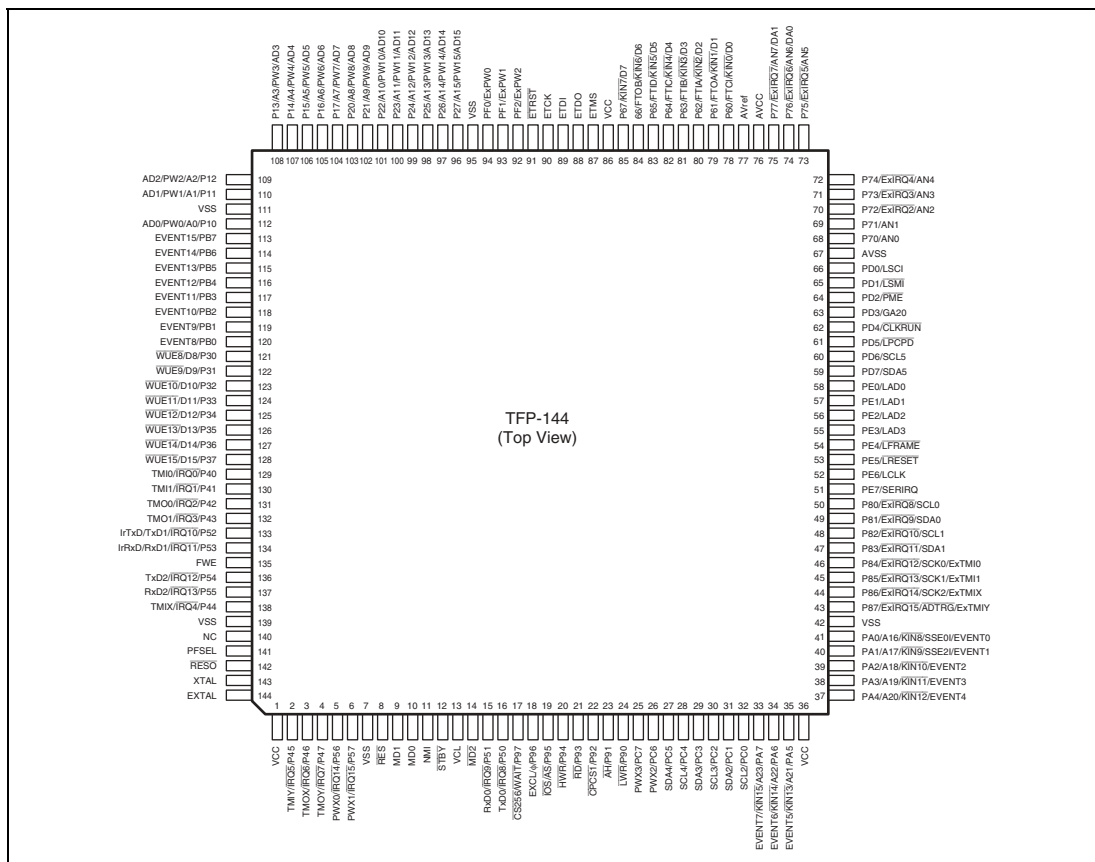 P13/A3/PW3/AD3
P14/A4/PW4/AD4
P15/A5/PW5/AD5
P16/A6/PW6/AD6
P17/A7/PW7/AD7
P20/A8/PW8/AD8
P21/A9/PW9/AD9
P22/A10/PW10/AD10
P23/A11/PW11/AD11
P24/A12/PW12/AD12
P25/A13/PW13/AD13
P26/A14/PW14/AD14
P27/A15/PW15/AD15
VSS
PF0/ExPW0
PF1/ExPW1
PF2/ExPW2
ETRST
ETCK
ETDI
ETDO
ETMS
VCC
P67/KIN7/D7
66/FTOB/KIN6/D6
P65/FTID/KIN5/D5
P64/FTIC/KIN4/D4
P63/FTIB/KIN3/D3
P62/FTIA/KIN2/D2
P61/FTOA/KIN1/D1
P60/FTCI/KIN0/D0
AVref
AVCC
P77/ExIRQ7/AN7/DA1
P76/ExIRQ6/AN6/DA0
P75/ExIRQ5/AN5
108 107 106 105 104 103 102 101 100 99 98 97 96 95 94 93 92 91 90 89 88 87 86 85 84 83 82 81 80 79 78 77 76 75 74 73
AD2/PW2/A2/P12 109
AD1/PW1/A1/P11 110
VSS 111
AD0/PW0/A0/P10 112
EVENT15/PB7 113
EVENT14/PB6 114
EVENT13/PB5 115
EVENT12/PB4 116
EVENT11/PB3 117
EVENT10/PB2 118
EVENT9/PB1 119
EVENT8/PB0 120
WUE8/D8/P30 121
WUE9/D9/P31 122
WUE10/D10/P32 123
WUE11/D11/P33 124
WUE12/D12/P34 125
WUE13/D13/P35 126
WUE14/D14/P36 127
WUE15/D15/P37 128
TMI0/IRQ0/P40 129
TMI1/IRQ1/P41 130
TMO0/IRQ2/P42 131
TMO1/IRQ3/P43 132
IrTxD/TxD1/IRQ10/P52 133
IrRxD/RxD1/IRQ11/P53 134
FWE 135
TxD2/IRQ12/P54 136
RxD2/IRQ13/P55 137
TMIX/IRQ4/P44 138
VSS 139
NC 140
PFSEL 141
RESO 142
XTAL 143
EXTAL 144
TFP-144
(Top View)
72 P74/ExIRQ4/AN4
71 P73/ExIRQ3/AN3
70 P72/ExIRQ2/AN2
69 P71/AN1
68 P70/AN0
67 AVSS
66 PD0/LSCI
65 PD1/LSMI
64 PD2/PME
63 PD3/GA20
62 PD4/CLKRUN
61 PD5/LPCPD
60 PD6/SCL5
59 PD7/SDA5
58 PE0/LAD0
57 PE1/LAD1
56 PE2/LAD2
55 PE3/LAD3
54 PE4/LFRAME
53 PE5/LRESET
52 PE6/LCLK
51 PE7/SERIRQ
50 P80/ExIRQ8/SCL0
49 P81/ExIRQ9/SDA0
48 P82/ExIRQ10/SCL1
47 P83/ExIRQ11/SDA1
46 P84/ExIRQ12/SCK0/ExTMI0
45 P85/ExIRQ13/SCK1/ExTMI1
44 P86/ExIRQ14/SCK2/ExTMIX
43 P87/ExIRQ15/ADTRG/ExTMIY
42 VSS
41 PA0/A16/KIN8/SSE0I/EVENT0
40 PA1/A17/KIN9/SSE2I/EVENT1
39 PA2/A18/KIN10/EVENT2
38 PA3/A19/KIN11/EVENT3
37 PA4/A20/KIN12/EVENT4
1 2 3 4 5 6 7 8 9 10 11 12 13 14 15 16 17 18 19 20 21 22 23 24 25 26 27 28 29 30 31 32 33 34 35 36
VCC
TMIY/IRQ5/P45
TMOX/IRQ6/P46
TMOY/IRQ7/P47
PWX0/IRQ14/P56
PWX1/IRQ15/P57
VSS
RES
MD1
MD0
NMI
STBY
VCL
MD2
RxD0/IRQ9/P51
TxD0/IRQ8/P50
CS256/WAIT/P97
EXCL/ϕ/P96
IOS/AS/P95
HWR/P94
RD/P93
CPCS1/P92
AH/P91
LWR/P90
PWX3/PC7
PWX2/PC6
SDA4/PC5
SCL4/PC4
SDA3/PC3
SCL3/PC2
SDA2/PC1
SCL2/PC0
EVENT7/KIN15/A23/PA7
EVENT6/KIN14/A22/PA6
EVENT5/KIN13/A21/PA5
VCC